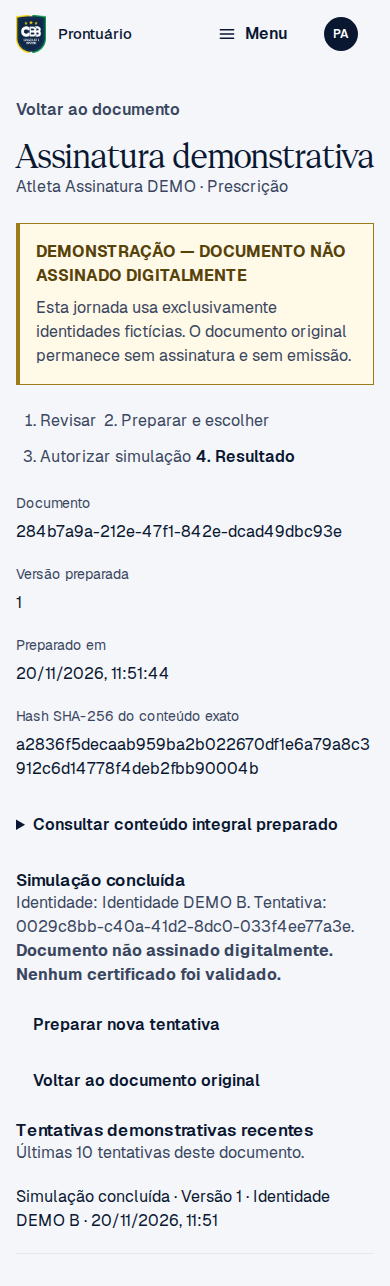 CBB
Prontuário
Menu
PA
Voltar ao documento
Assinatura demonstrativa
Atleta Assinatura DEMO · Prescrição
DEMONSTRAÇÃO — DOCUMENTO NÃO
ASSINADO DIGITALMENTE
Esta jornada usa exclusivamente
identidades fictícias. O documento original
permanece sem assinatura e sem emissão.
1. Revisar 2. Preparar e escolher
3. Autorizar simulação 4. Resultado
Documento
284b7a9a-212e-47f1-842e-dcad49dbc93e
Versão preparada
1
Preparado em
20/11/2026, 11:51:44
Hash SHA-256 do conteúdo exato
a2836f5decaab959ba2b022670df1e6a79a8c3
912c6d14778f4deb2fbb90004b
Consultar conteúdo integral preparado
Simulação concluída
Identidade: Identidade DEMO B. Tentativa:
0029c8bb-c40a-41d2-8dc0-033f4ee77a3e.
Documento não assinado digitalmente.
Nenhum certificado foi validado.
Preparar nova tentativa
Voltar ao documento original
Tentativas demonstrativas recentes
Últimas 10 tentativas deste documento.
Simulação concluída · Versão 1 · Identidade
DEMO B · 20/11/2026, 11:51